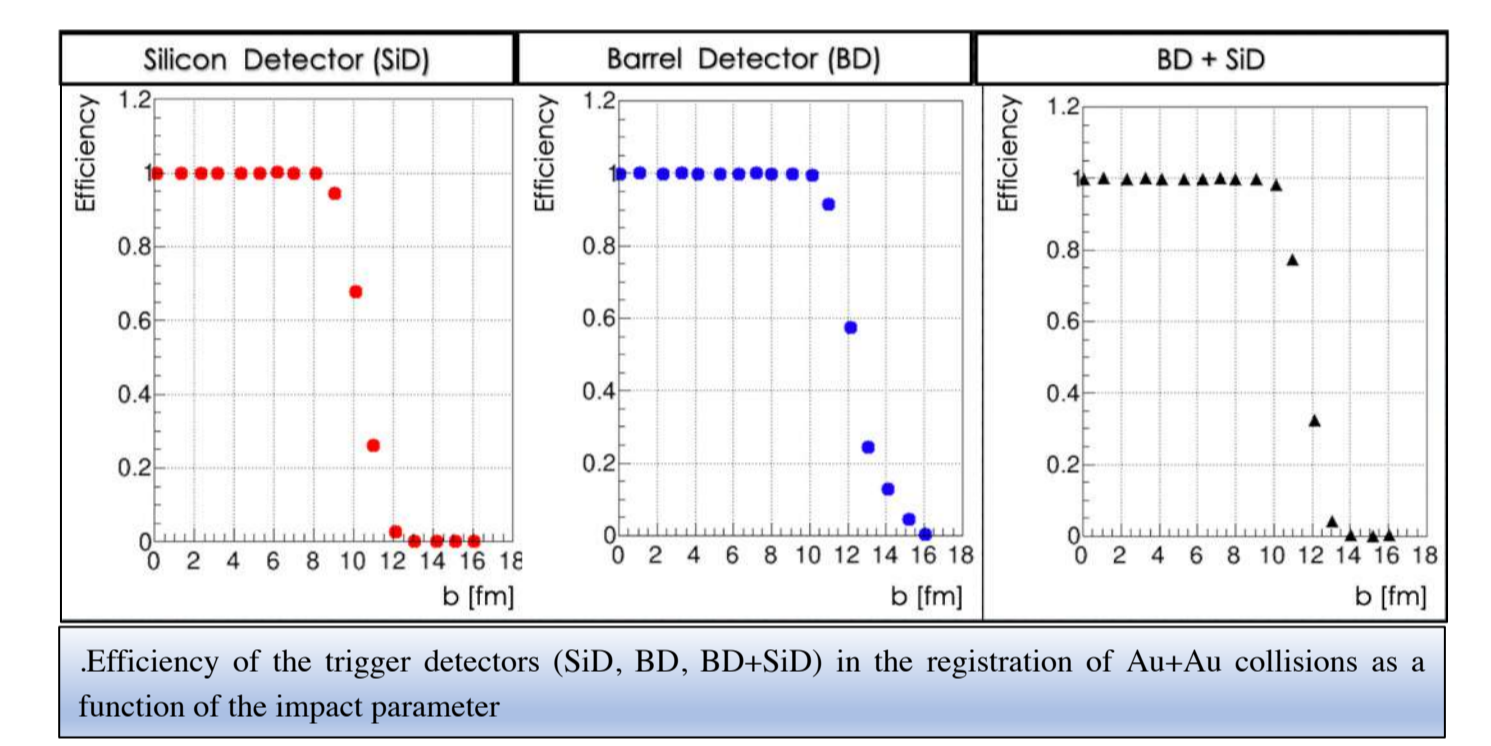 Silicon Detector (SiD)
Barrel Detector (BD)
BD + SiD
Efficiency
1.2
1
0.8
0.6
0.4
0.2
0
0 2 4 6 8 10 12 14 16 18
b [fm]
Efficiency
1.2
1
0.8
0.6
0.4
0.2
0
0 2 4 6 8 10 12 14 16 18
b [fm]
Efficiency
1.2
1
0.8
0.6
0.4
0.2
0
0 2 4 6 8 10 12 14 16 18
b [fm]
.Efficiency of the trigger detectors (SiD, BD, BD+SiD) in the registration of Au+Au collisions as a
function of the impact parameter